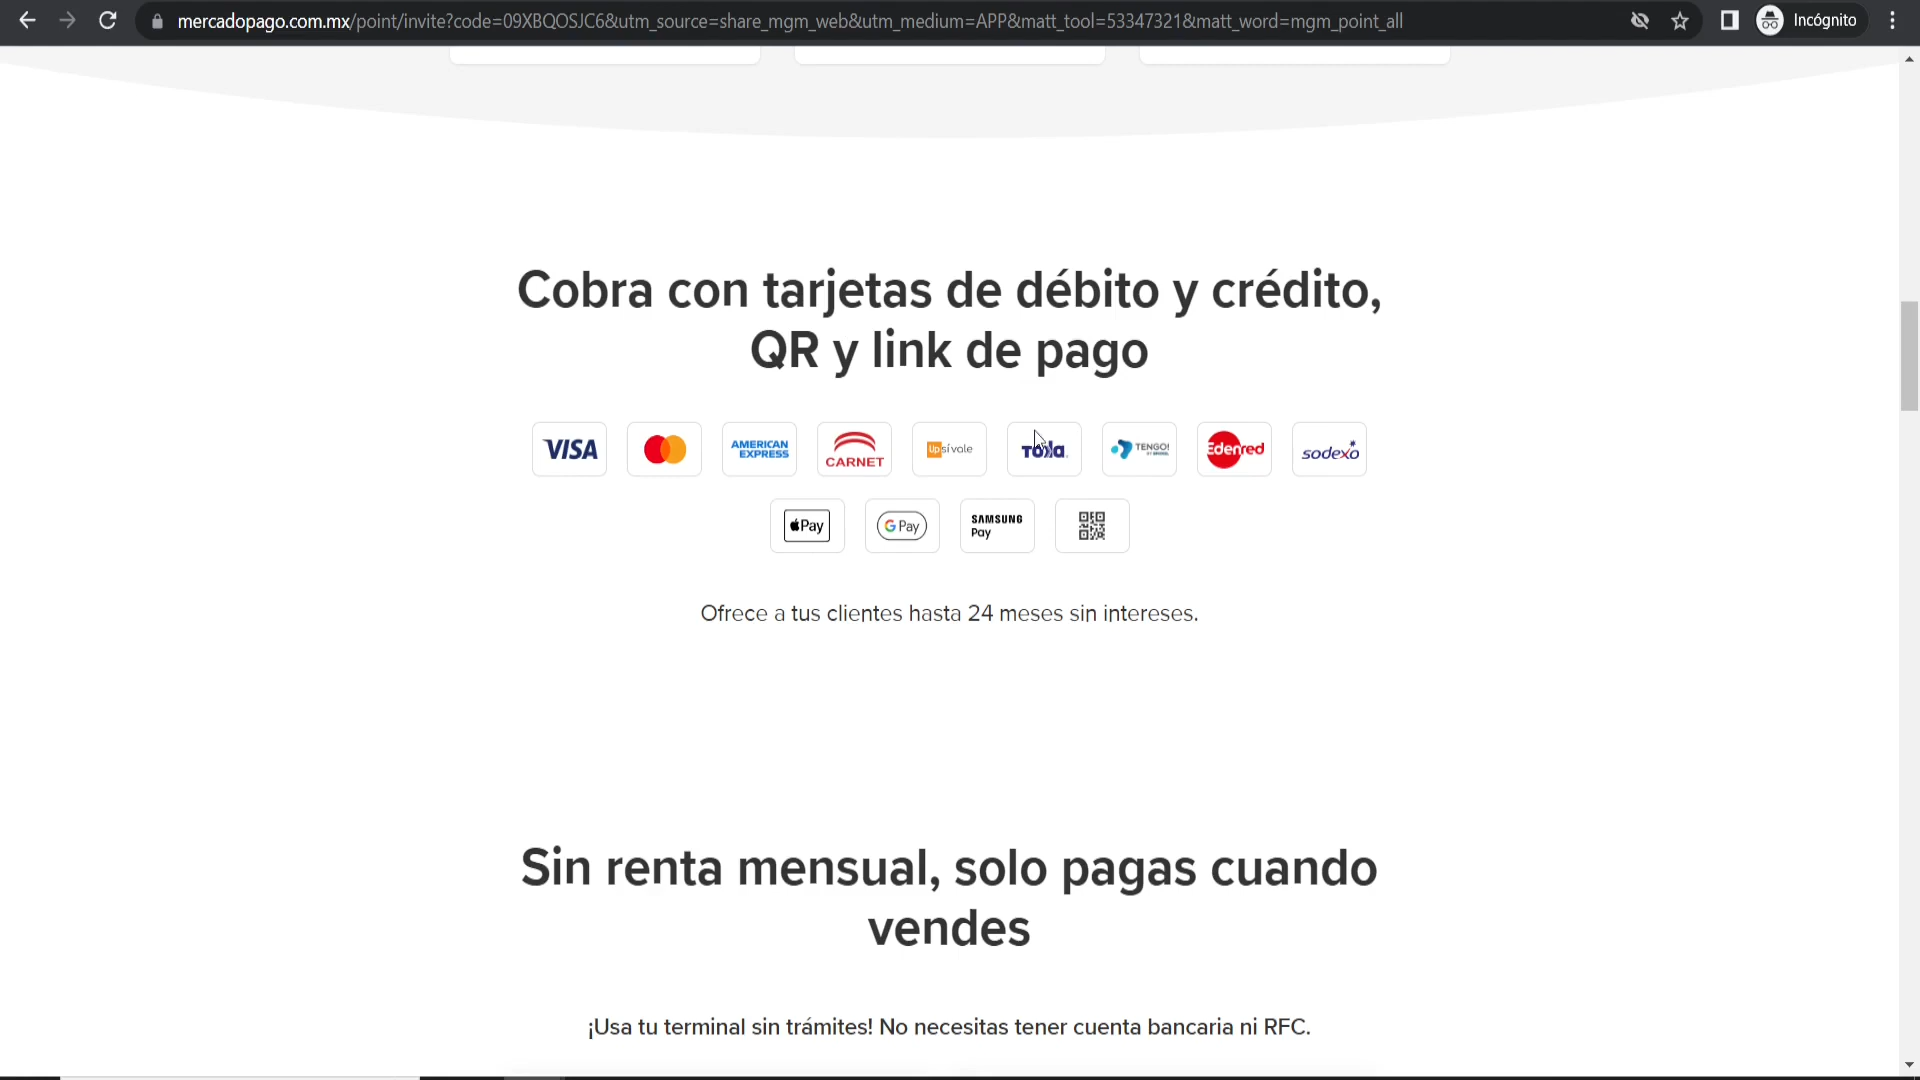 mercadopago.com.mx/point/invite?code=09XBQOSJC6&utm_source=share_mgm_web&utm_medium=APP&matt_tool=53347321&matt_word=mgm_point_all
Incógnito
Cobra con tarjetas de débito y crédito,
QR y link de pago
VISA
AMERICAN
EXPRESS
CARNET
Up sí vale
Toka
TENGO!
Edenred
sodexo
Pay
G Pay
SAMSUNG
Pay
Ofrece a tus clientes hasta 24 meses sin intereses.
Sin renta mensual, solo pagas cuando
vendes
¡Usa tu terminal sin trámites! No necesitas tener cuenta bancaria ni RFC.